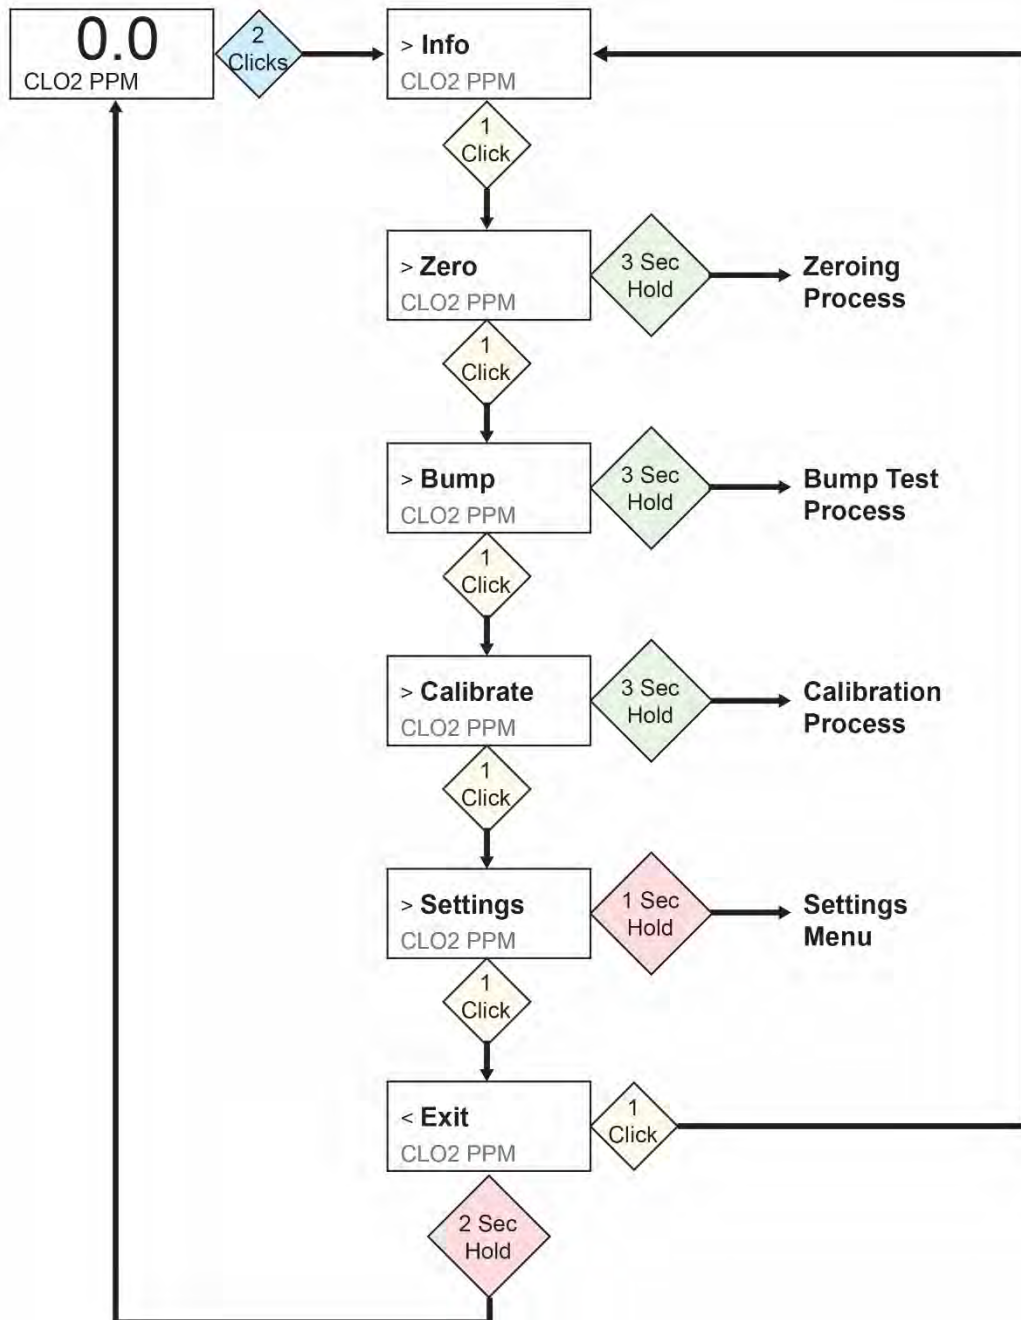 0.0
CLO2 PPM
2
Clicks
> Info
CLO2 PPM
1
Click
> Zero
CLO2 PPM
3 Sec
Hold
Zeroing
Process
1
Click
> Bump
CLO2 PPM
3 Sec
Hold
Bump Test
Process
1
Click
> Calibrate
CLO2 PPM
3 Sec
Hold
Calibration
Process
1
Click
> Settings
CLO2 PPM
1 Sec
Hold
Settings
Menu
1
Click
< Exit
CLO2 PPM
1
Click
2 Sec
Hold